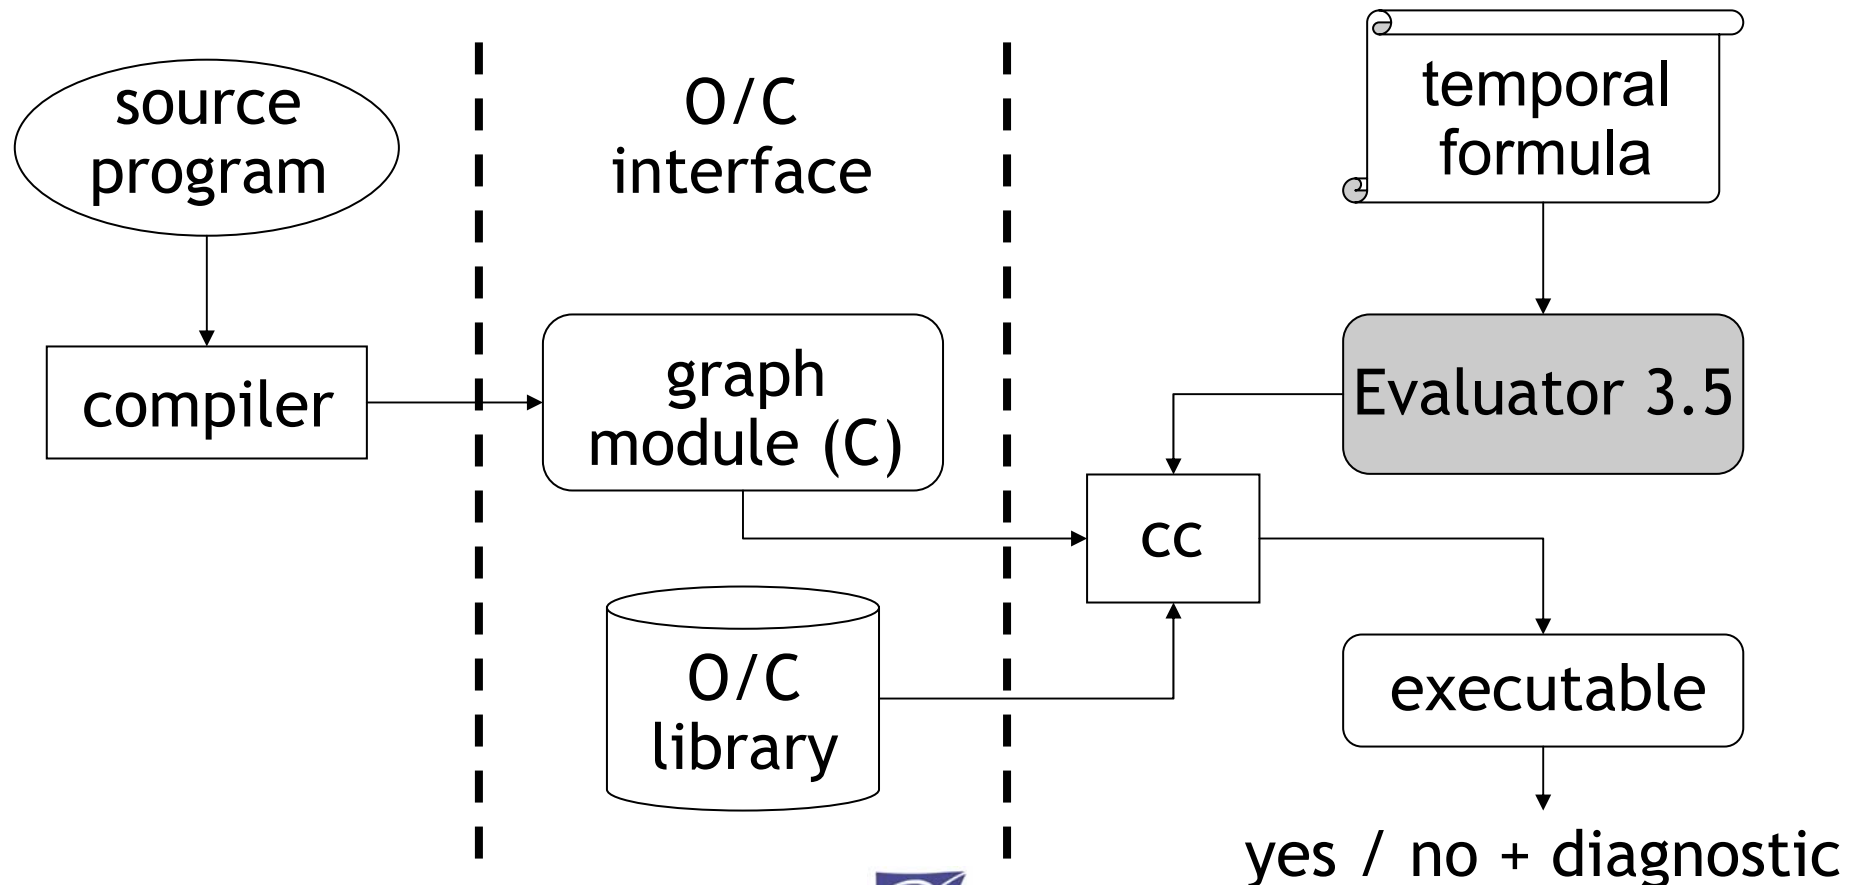 source
program
compiler
O/C
interface
graph
module (C)
O/C
library
temporal
formula
Evaluator 3.5
cc
executable
yes / no + diagnostic